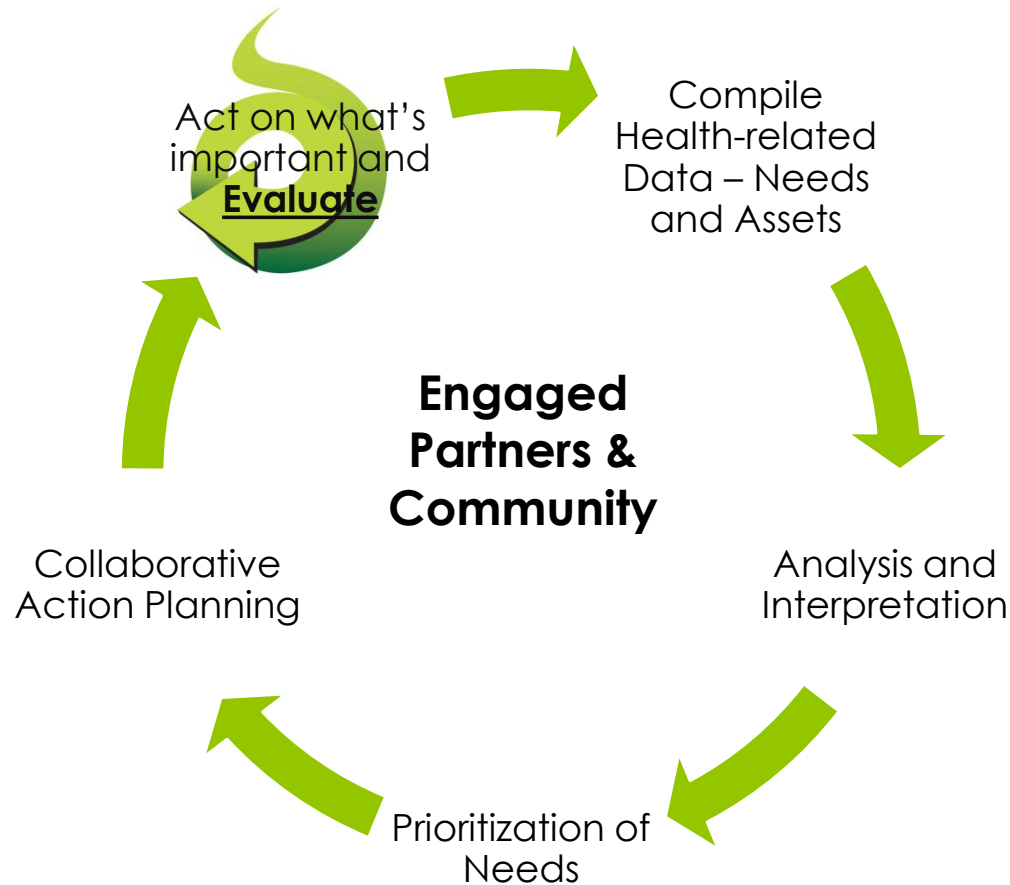 Act on what’s
important and
Evaluate
Compile
Health-related
Data – Needs
and Assets
Engaged
Partners &
Community
Collaborative
Action Planning
Analysis and
Interpretation
Prioritization of
Needs